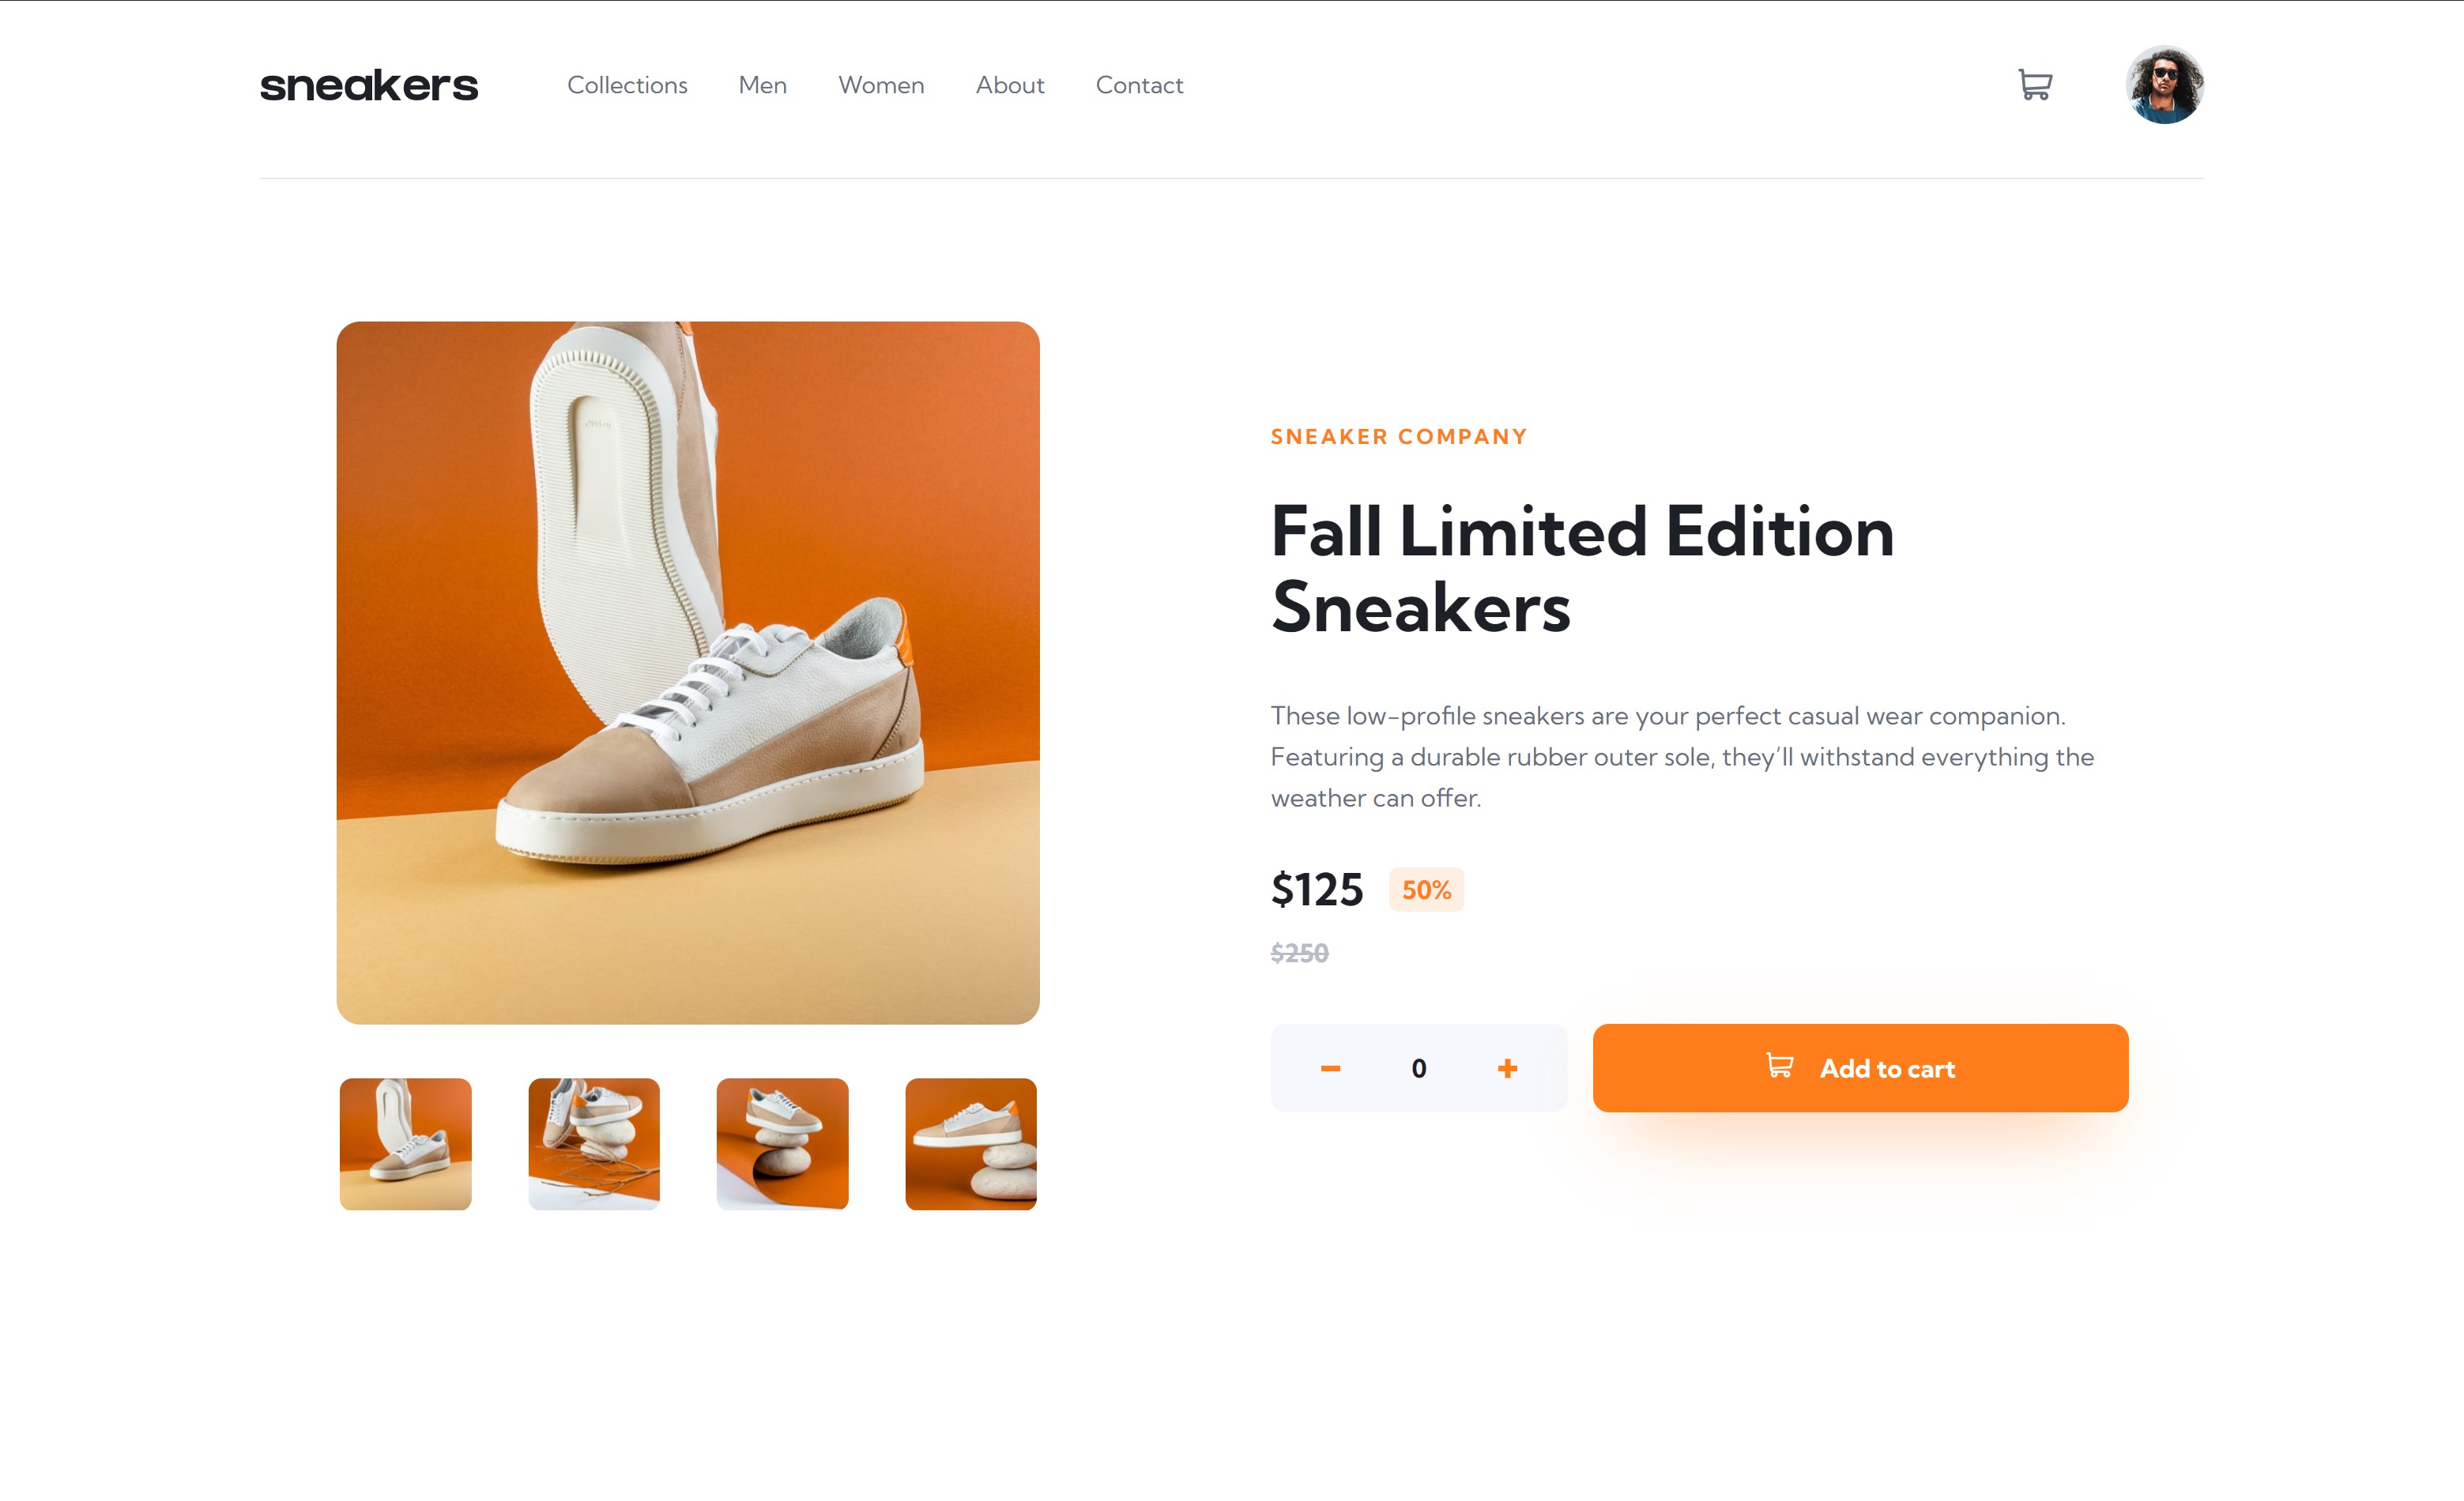 sneakers
Collections Men Women About Contact
SNEAKER COMPANY
Fall Limited Edition
Sneakers
These low-profile sneakers are your perfect casual wear companion.
Featuring a durable rubber outer sole, they’ll withstand everything the
weather can offer.
$125 50%
$250
0 Add to cart